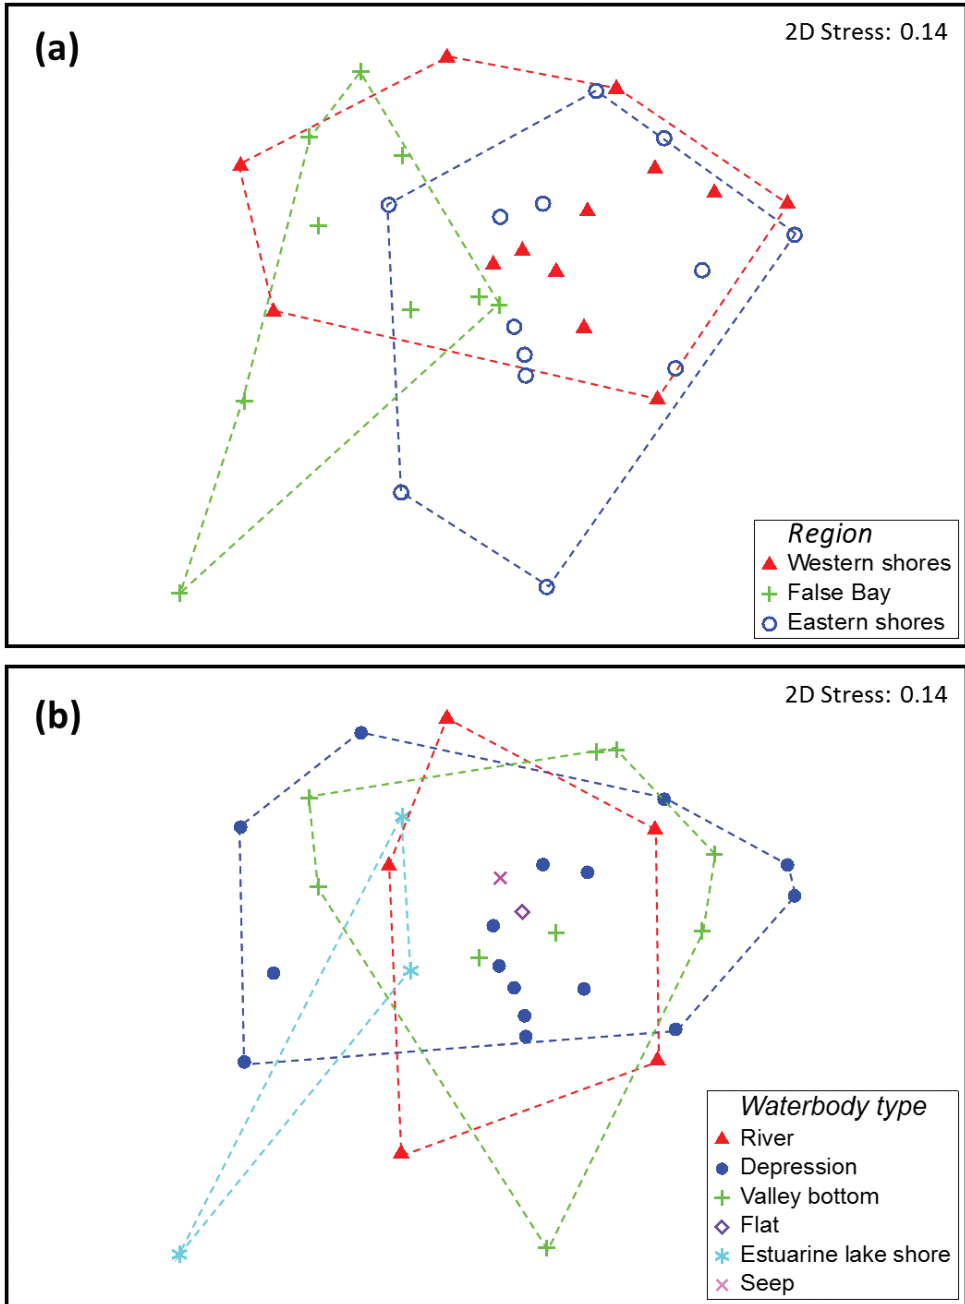 (a)
2D Stress: 0.14
Region
Western shores
False Bay
Eastern shores
(b)
2D Stress: 0.14
Waterbody type
River
Depression
Valley bottom
Flat
Estuarine lake shore
Seep